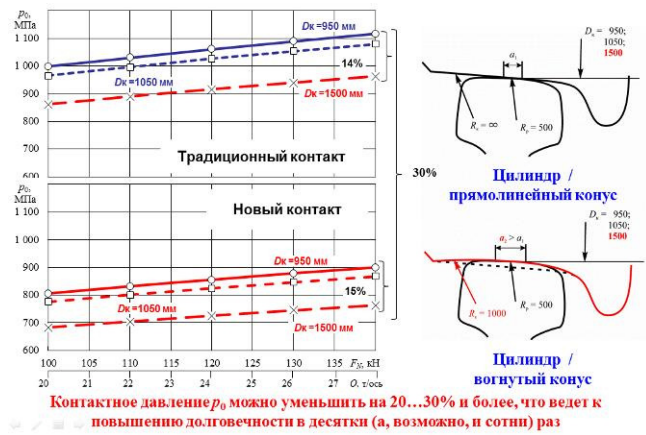 p₀,
МПа
1 100
1 000
900
800
700
600
Dк =950 мм
Dк =1050 мм
Dк =1500 мм
14%
Традиционный контакт
30%
p₀,
МПа
1 100
1 000
900
800
700
600
Новый контакт
Dк =950 мм
Dк =1050 мм
Dк =1500 мм
15%
100 105 110 115 120 125 130 135 F_Σ, кН
20 21 22 23 24 25 26 27 О, т/ось
Dк = 950;
1050;
1500
a₁
Rк = ∞
Rр = 500
Цилиндр /
прямолинейный конус
Dк = 950;
1050;
1500
a₂ > a₁
Rк = 1000
Rр = 500
Цилиндр /
вогнутый конус
Контактное давление p₀ можно уменьшить на 20…30% и более, что ведет к
повышению долговечности в десятки (а, возможно, и сотни) раз